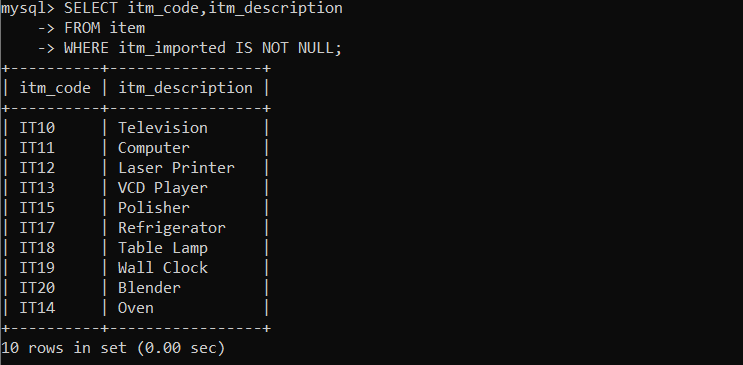 mysql> SELECT itm_code,itm_description
    -> FROM item
    -> WHERE itm_imported IS NOT NULL;
+----------+-----------------+
| itm_code | itm_description |
+----------+-----------------+
| IT10     | Television      |
| IT11     | Computer        |
| IT12     | Laser Printer   |
| IT13     | VCD Player      |
| IT15     | Polisher        |
| IT17     | Refrigerator    |
| IT18     | Table Lamp      |
| IT19     | Wall Clock      |
| IT20     | Blender         |
| IT14     | Oven            |
+----------+-----------------+
10 rows in set (0.00 sec)